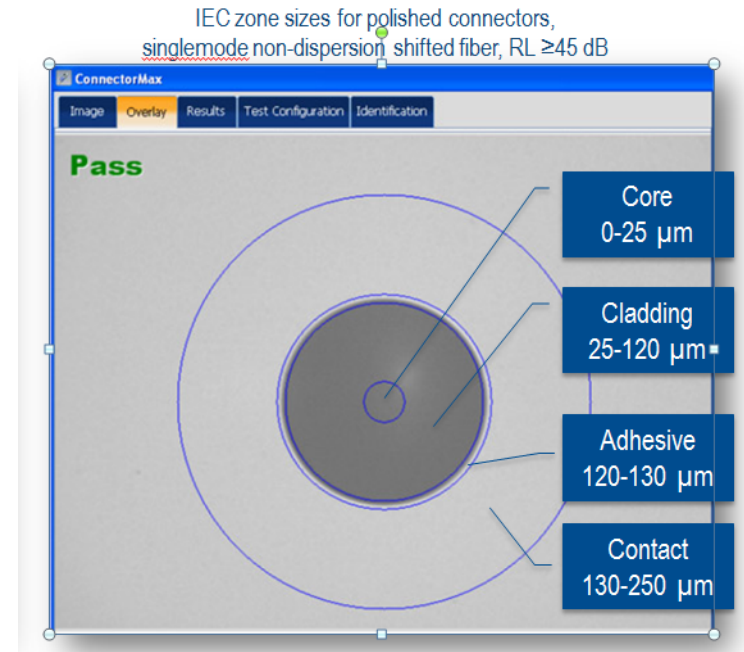 IEC zone sizes for polished connectors,
singlemode non-dispersion shifted fiber, RL ≥45 dB
ConnectorMax
Image Overlay Results Test Configuration Identification
Pass
Core
0-25 µm
Cladding
25-120 µm
Adhesive
120-130 µm
Contact
130-250 µm